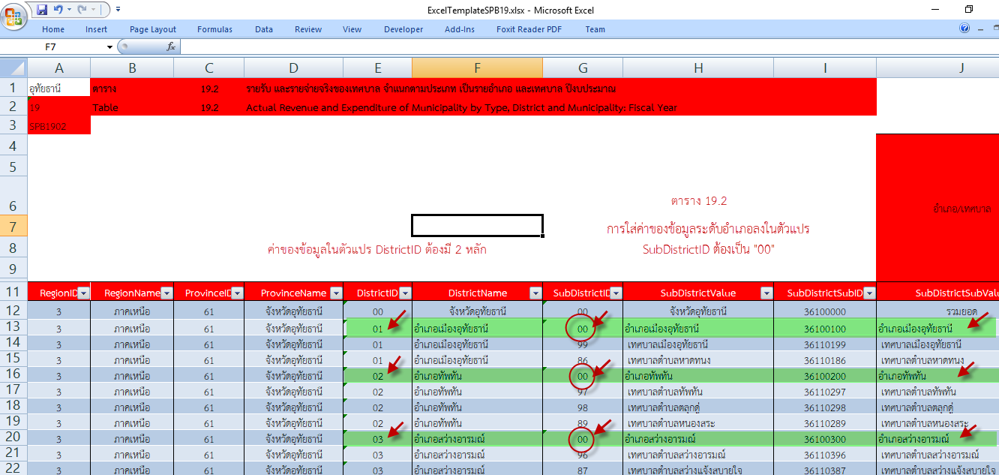 ExcelTemplateSPB19.xlsx - Microsoft Excel
Home Insert Page Layout Formulas Data Review View Developer Add-Ins Foxit Reader PDF Team
F7 fx
A B C D E F G H I J
1 อุทัยธานี ตาราง 19.2 รายรับ และรายจ่ายจริงของเทศบาล จำแนกตามประเภท เป็นรายอำเภอ และเทศบาล ปีงบประมาณ
2 19 Table 19.2 Actual Revenue and Expenditure of Municipality by Type, District and Municipality: Fiscal Year
3 SPB1902
4
5
6 ตาราง 19.2 อำเภอ/เทศบาล
7 การใส่ค่าของข้อมูลระดับอำเภอลงในตัวแปร
8 ค่าของข้อมูลในตัวแปร DistrictID ต้องมี 2 หลัก SubDistrictID ต้องเป็น "00"
9
11 RegionID RegionName ProvinceID ProvinceName DistrictID DistrictName SubDistrictID SubDistrictValue SubDistrictSubID SubDistrictSubValu
12 3 ภาคเหนือ 61 จังหวัดอุทัยธานี 00 จังหวัดอุทัยธานี 00 จังหวัดอุทัยธานี 36100000 รวมยอด
13 3 ภาคเหนือ 61 จังหวัดอุทัยธานี 01 อำเภอเมืองอุทัยธานี 00 อำเภอเมืองอุทัยธานี 36100100 อำเภอเมืองอุทัยธานี
14 3 ภาคเหนือ 61 จังหวัดอุทัยธานี 01 อำเภอเมืองอุทัยธานี 99 เทศบาลเมืองอุทัยธานี 36110199 เทศบาลเมืองอุทัยธานี
15 3 ภาคเหนือ 61 จังหวัดอุทัยธานี 01 อำเภอเมืองอุทัยธานี 86 เทศบาลตำบลหาดทนง 36110186 เทศบาลตำบลหาดทนง
16 3 ภาคเหนือ 61 จังหวัดอุทัยธานี 02 อำเภอทัพทัน 00 อำเภอทัพทัน 36100200 อำเภอทัพทัน
17 3 ภาคเหนือ 61 จังหวัดอุทัยธานี 02 อำเภอทัพทัน 97 เทศบาลตำบลทัพทัน 36110297 เทศบาลตำบลทัพทัน
18 3 ภาคเหนือ 61 จังหวัดอุทัยธานี 02 อำเภอทัพทัน 98 เทศบาลตำบลตลุกดู่ 36110298 เทศบาลตำบลตลุกดู่
19 3 ภาคเหนือ 61 จังหวัดอุทัยธานี 02 อำเภอทัพทัน 89 เทศบาลตำบลหนองสระ 36110289 เทศบาลตำบลหนองสระ
20 3 ภาคเหนือ 61 จังหวัดอุทัยธานี 03 อำเภอสว่างอารมณ์ 00 อำเภอสว่างอารมณ์ 36100300 อำเภอสว่างอารมณ์
21 3 ภาคเหนือ 61 จังหวัดอุทัยธานี 03 อำเภอสว่างอารมณ์ 96 เทศบาลตำบลสว่างอารมณ์ 36110396 เทศบาลตำบลสว่างอารมณ์
22 3 ภาคเหนือ 61 จังหวัดอุทัยธานี 03 อำเภอสว่างอารมณ์ 87 เทศบาลตำบลสว่างแจ้งสบายใจ 36110387 เทศบาลตำบลสว่างแจ้งสบายใจ